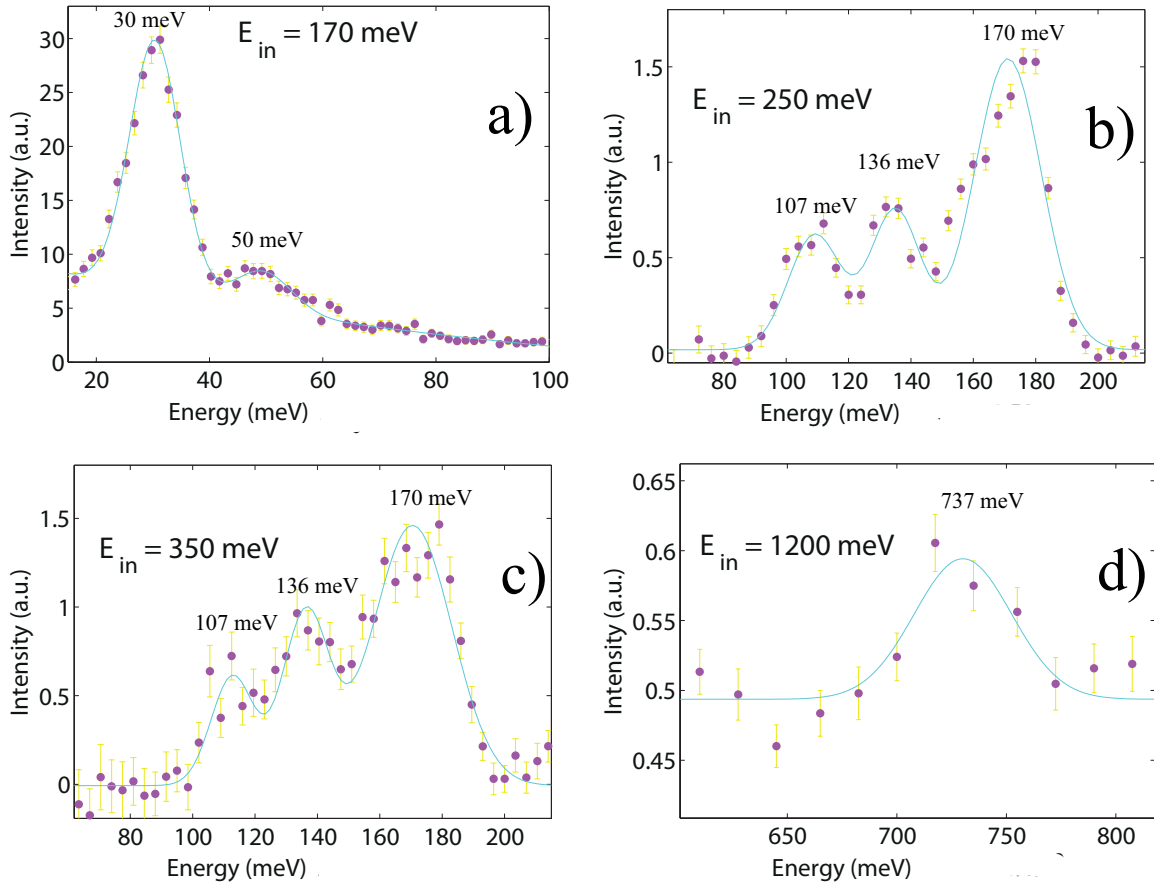 30 meV
E in = 170 meV
a)
50 meV
Intensity (a.u.)
30
25
20
15
10
5
0
20 40 60 80 100
Energy (meV)
170 meV
E in = 250 meV
b)
136 meV
107 meV
Intensity (a.u.)
1.5
1
0.5
0
80 100 120 140 160 180 200
Energy (meV)
170 meV
E in = 350 meV
c)
136 meV
107 meV
Intensity (a.u.)
1.5
1
0.5
0
80 100 120 140 160 180 200
Energy (meV)
737 meV
E in = 1200 meV
d)
Intensity (a.u.)
0.65
0.6
0.55
0.5
0.45
650 700 750 800
Energy (meV)